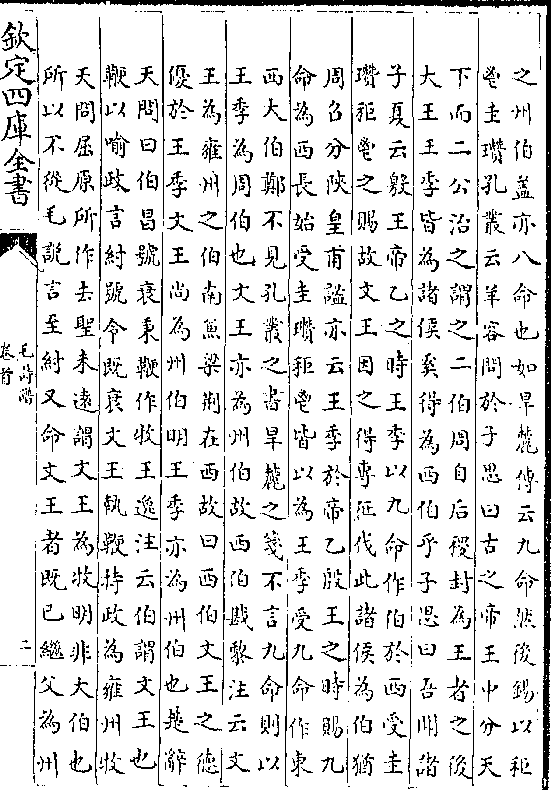 之州伯蓋亦八命也如旱麓傳云九命然後錫以秬
鬯圭瓚孔叢云羊容問於子思曰古之帝王中分天
下而二公治之謂之二伯周自后稷封為王者之後
大王王季皆為諸侯奚得為西伯乎子思曰吾聞諸
子夏云殷王帝乙之時王季以九命作伯於西受圭
瓚秬鬯之賜故文王因之得專征伐此諸侯為伯猶
周召分陜皇甫謐亦云王季於帝乙殷王之時賜九
命為西長始受圭瓚秬鬯皆以為王季受九命作東
西大伯鄭不見孔叢之書旱麓之箋不言九命則以
王季為周伯也文王亦為州伯故西伯戡黎注云文
王為雍州之伯南兼梁荆在西故曰西伯文王之德
優於王季文王尚為州伯明王季亦為州伯也楚辭
天問曰伯昌號衰秉鞭作牧王逸注云伯謂文王也
鞭以喻政言紂號令既衰文王執鞭持政為雍州牧
天問屈原所作去聖未遠謂文王為牧明非大伯也
所以不從毛說言至紂又命文王者既已繼父為州
欽定四庫全書
毛詩譜
卷首
二